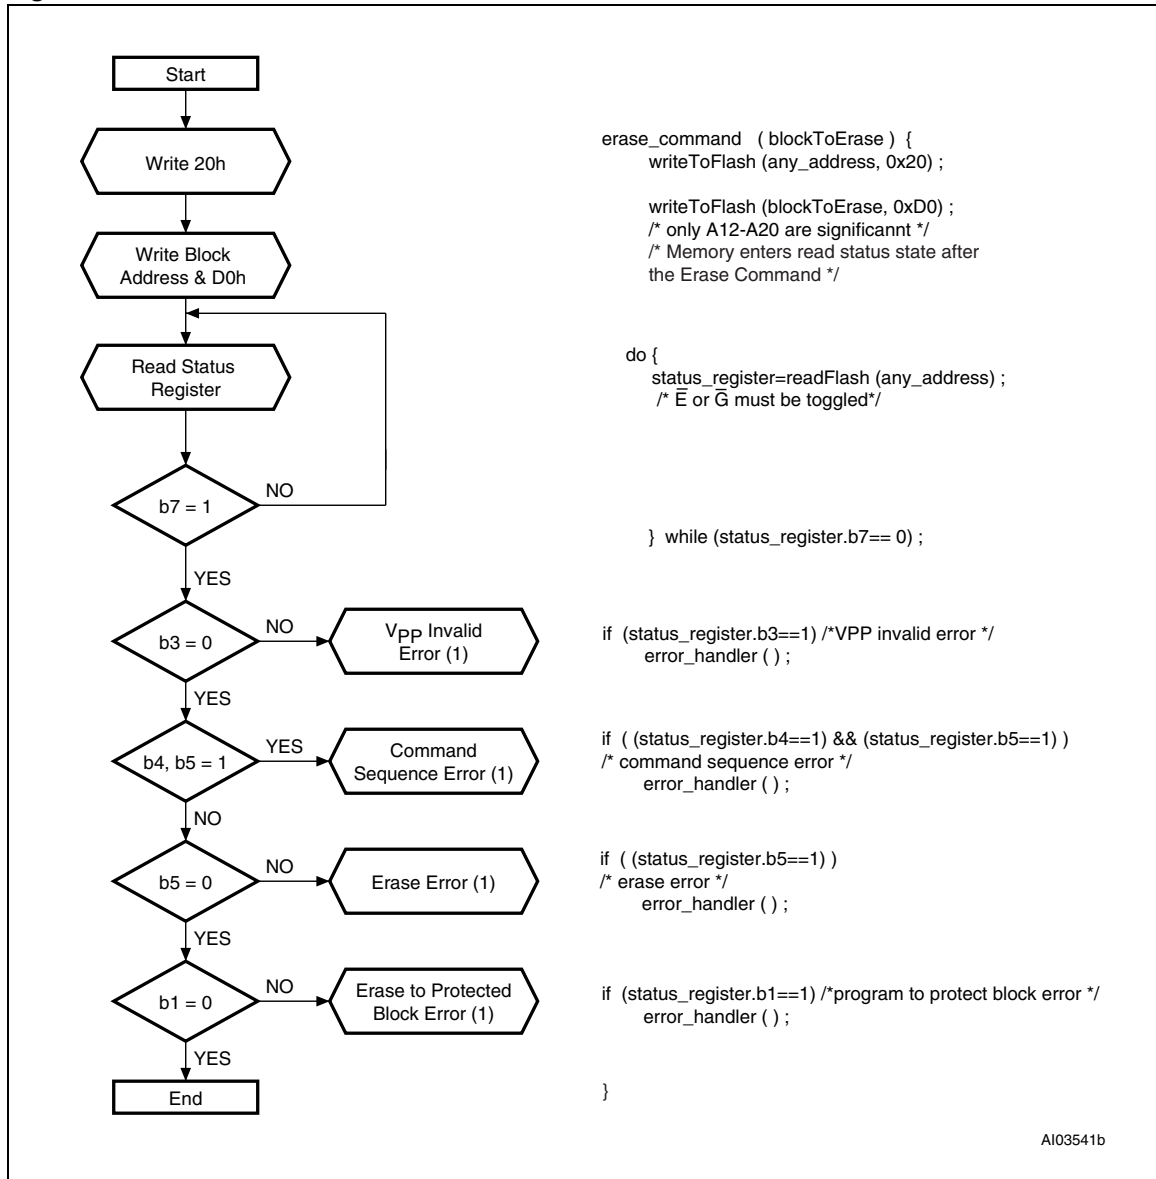 Start
Write 20h
Write Block
Address & D0h
Read Status
Register
b7 = 1
NO
YES
b3 = 0
NO
VPP Invalid
Error (1)
YES
b4, b5 = 1
YES
Command
Sequence Error (1)
NO
b5 = 0
NO
Erase Error (1)
YES
b1 = 0
NO
Erase to Protected
Block Error (1)
YES
End
erase_command ( blockToErase ) {
writeToFlash (any_address, 0x20) ;
writeToFlash (blockToErase, 0xD0) ;
/* only A12-A20 are significannt */
/* Memory enters read status state after
the Erase Command */
do {
status_register=readFlash (any_address) ;
/* E̅ or G̅ must be toggled*/
} while (status_register.b7== 0) ;
if (status_register.b3==1) /*VPP invalid error */
error_handler ( ) ;
if ( (status_register.b4==1) && (status_register.b5==1) )
/* command sequence error */
error_handler ( ) ;
if ( (status_register.b5==1) )
/* erase error */
error_handler ( ) ;
if (status_register.b1==1) /*program to protect block error */
error_handler ( ) ;
}
AI03541b